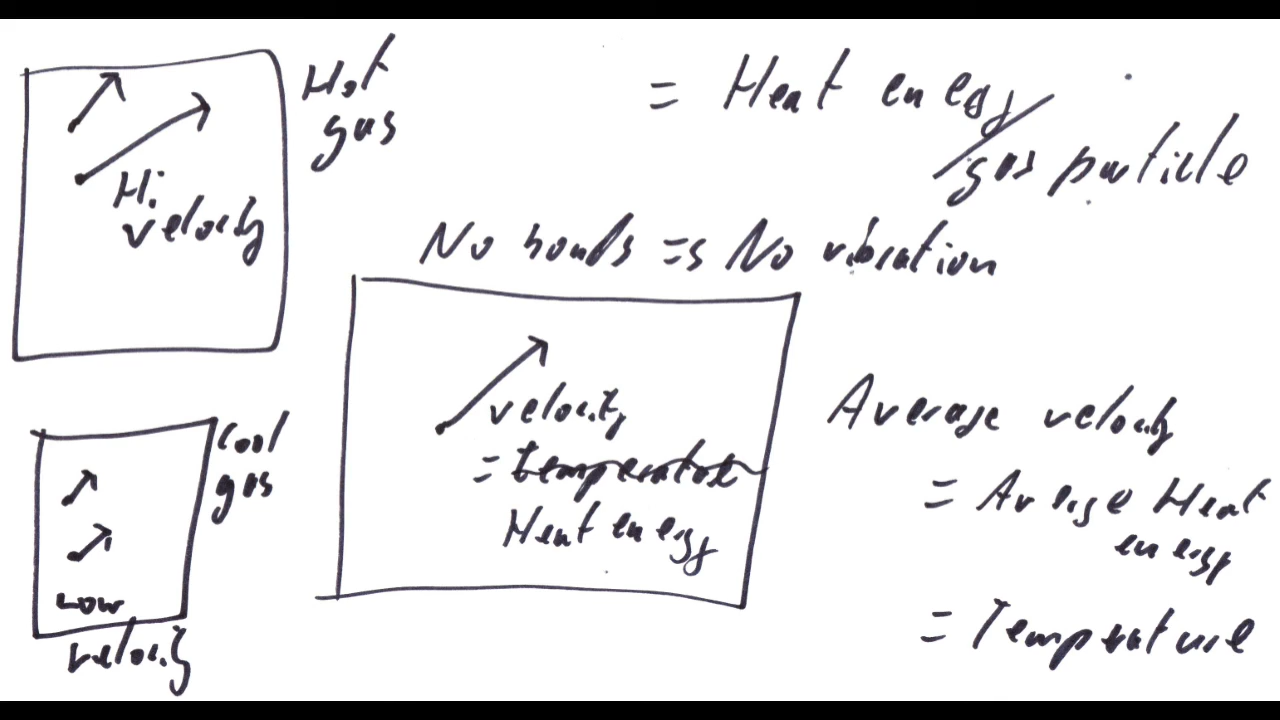 Hot
gas
Hi
velocity
= Heat energy
/gas particle
No bonds => No vibration
velocity
= temperature
Heat energy
Cool
gas
Low
velocity
Average velocity
= Average Heat
energy
= Temperature